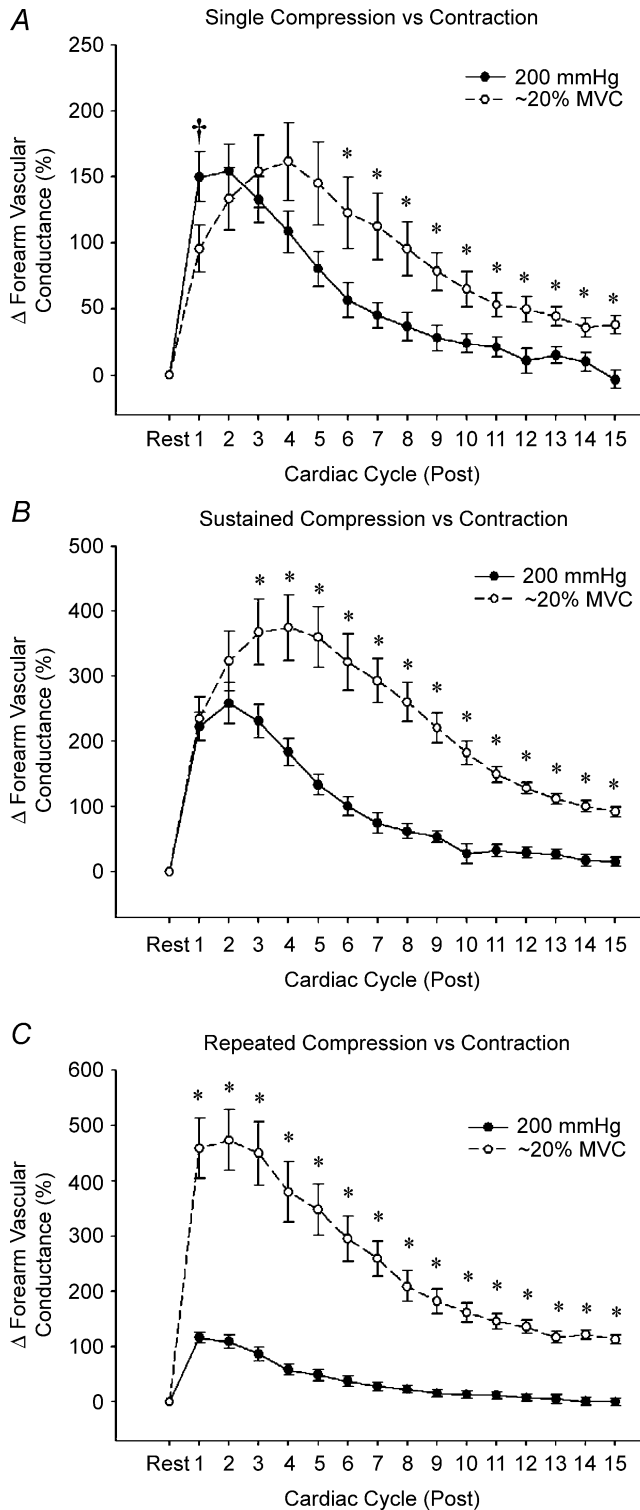 A
Single Compression vs Contraction
250
200
150
100
50
0
Δ Forearm Vascular
Conductance (%)
200 mmHg
~20% MVC
†
* * * * * * * * * *
Rest 1 2 3 4 5 6 7 8 9 10 11 12 13 14 15
Cardiac Cycle (Post)
B
Sustained Compression vs Contraction
500
400
300
200
100
0
Δ Forearm Vascular
Conductance (%)
200 mmHg
~20% MVC
* * * * * * * * * * * * *
Rest 1 2 3 4 5 6 7 8 9 10 11 12 13 14 15
Cardiac Cycle (Post)
C
Repeated Compression vs Contraction
600
500
400
300
200
100
0
Δ Forearm Vascular
Conductance (%)
200 mmHg
~20% MVC
* * * * * * * * * * * * * * *
Rest 1 2 3 4 5 6 7 8 9 10 11 12 13 14 15
Cardiac Cycle (Post)